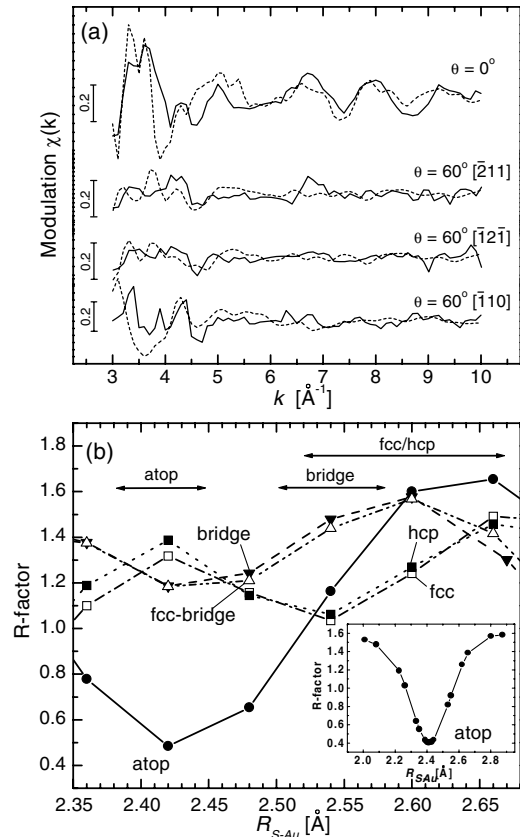 (a)
Modulation χ(k)
0.2
θ = 0°
0.2
θ = 60° [2̄11]
0.2
θ = 60° [1̄21̄]
0.2
θ = 60° [1̄10]
3 4 5 6 7 8 9 10
k [Å⁻¹]
(b)
R-factor
1.8
1.6
1.4
1.2
1.0
0.8
0.6
0.4
fcc/hcp
atop
bridge
bridge
fcc-bridge
hcp
fcc
atop
R-factor
1.6
1.4
1.2
1.0
0.8
0.6
0.4
atop
2.0 2.2 2.4 2.6 2.8
R_SAu[Å]
2.35 2.40 2.45 2.50 2.55 2.60 2.65
R_S-Au [Å]